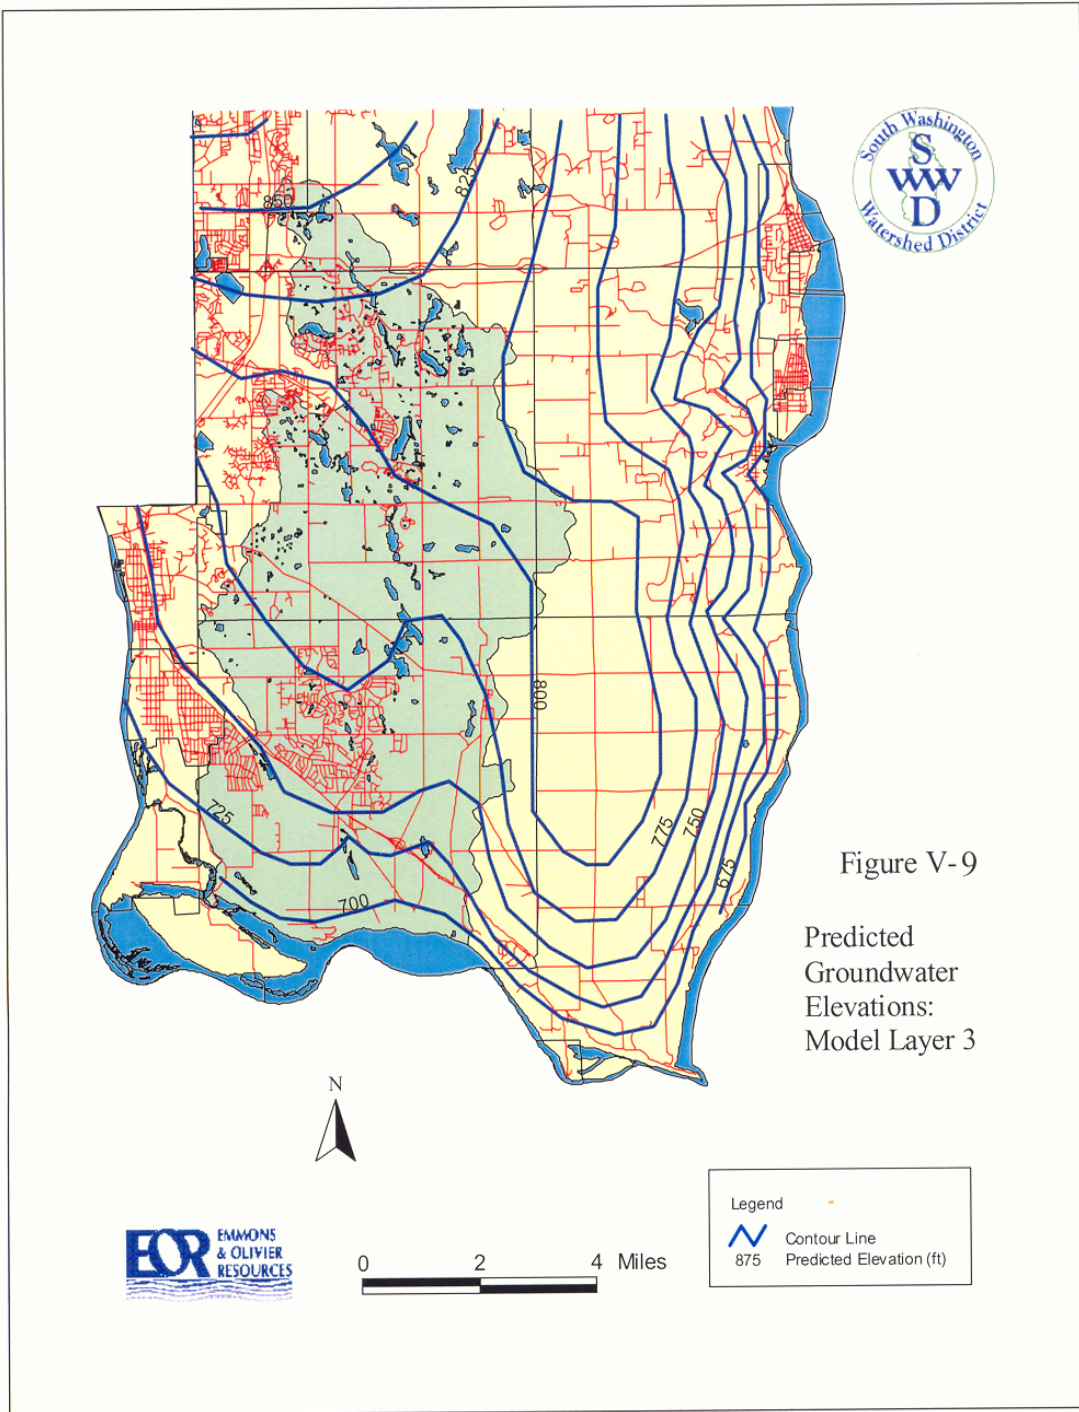 South Washington
S
WW
D
Watershed District
850
825
800
725
700
775
750
675
Figure V-9
Predicted
Groundwater
Elevations:
Model Layer 3
N
EOR
EMMONS
& OLIVIER
RESOURCES
0 2 4 Miles
Legend
Contour Line
875 Predicted Elevation (ft)